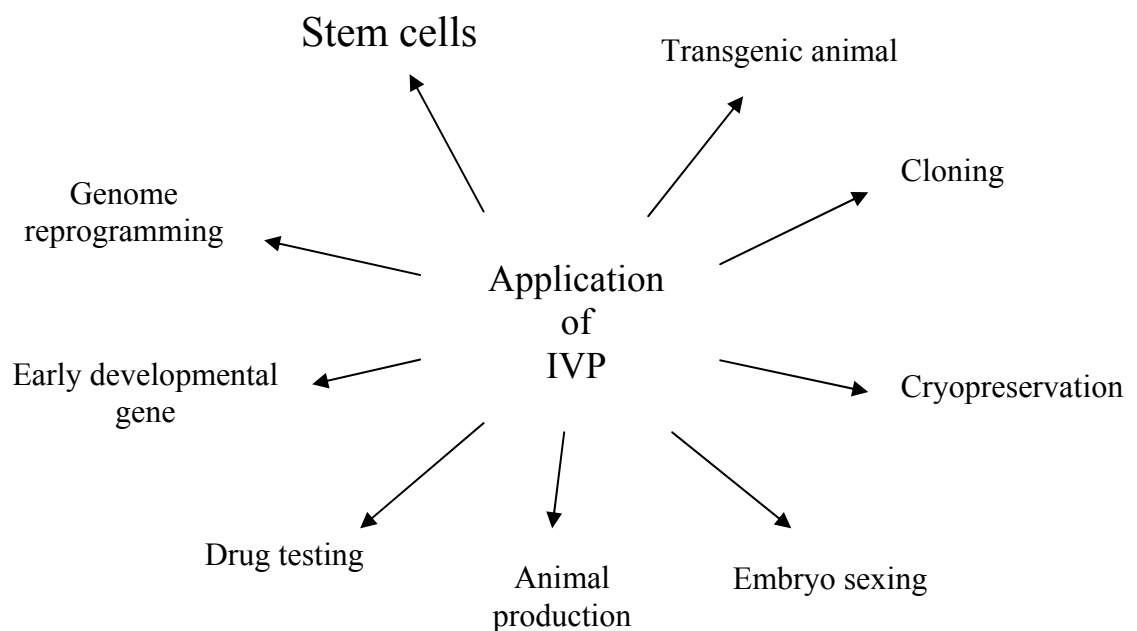 Stem cells
Transgenic animal
Cloning
Genome
reprogramming
Application
of
IVP
Early developmental
gene
Cryopreservation
Drug testing
Animal
production
Embryo sexing